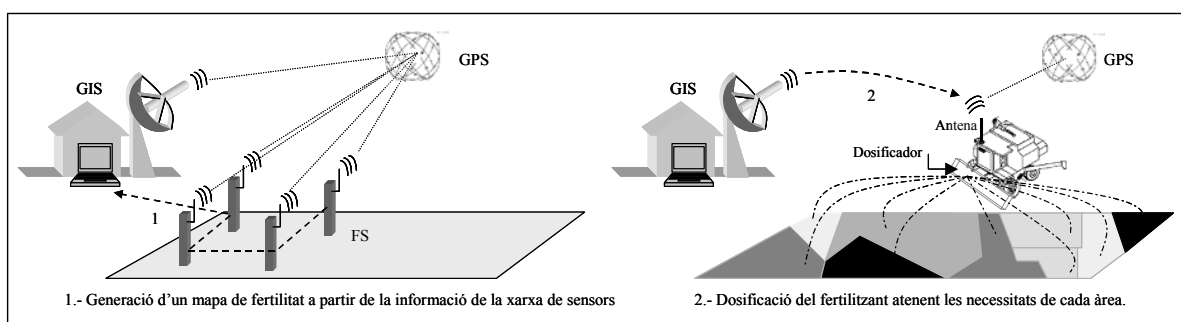 GPS
GIS
1
FS
1.- Generació d'un mapa de fertilitat a partir de la informació de la xarxa de sensors
GPS
GIS
2
Antena
Dosificador
2.- Dosificació del fertilitzant atenent les necessitats de cada àrea.